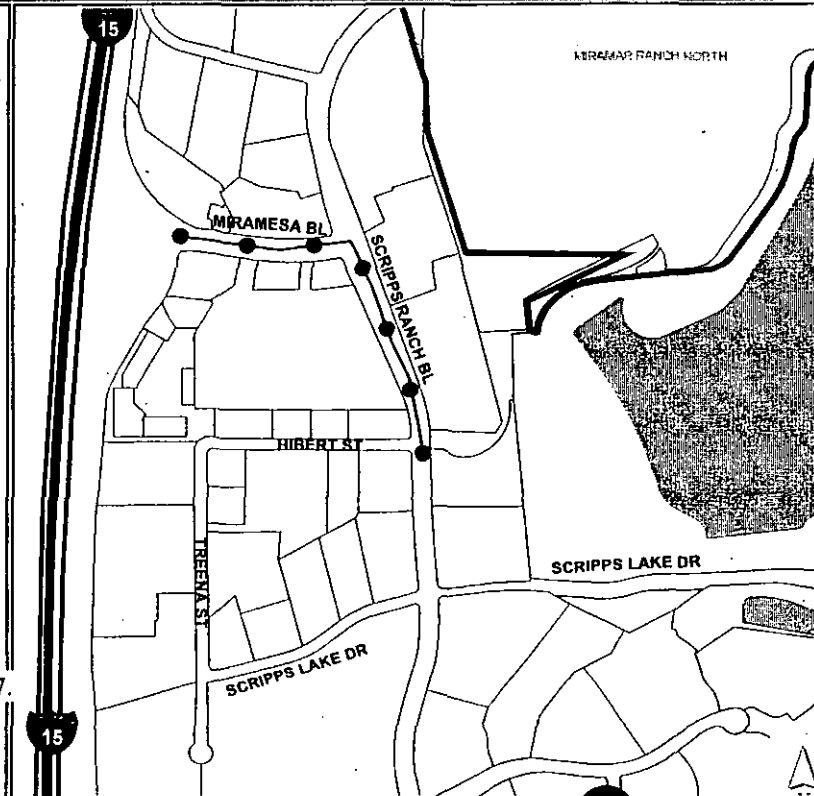 15
MIRAMAR RANCH NORTH
MIRAMESA BL
SCRIPPS RANCH BL
HIBERT ST
TREENA ST
SCRIPPS LAKE DR
SCRIPPS LAKE DR
7.
15